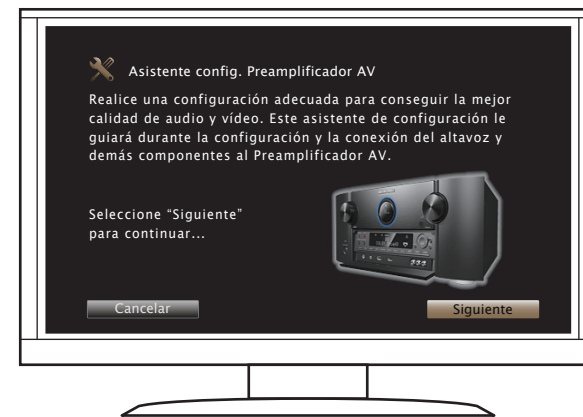 Asistente config. Preamplificador AV
Realice una configuración adecuada para conseguir la mejor
calidad de audio y vídeo. Este asistente de configuración le
guiará durante la configuración y la conexión del altavoz y
demás componentes al Preamplificador AV.
Seleccione “Siguiente”
para continuar...
Cancelar
Siguiente